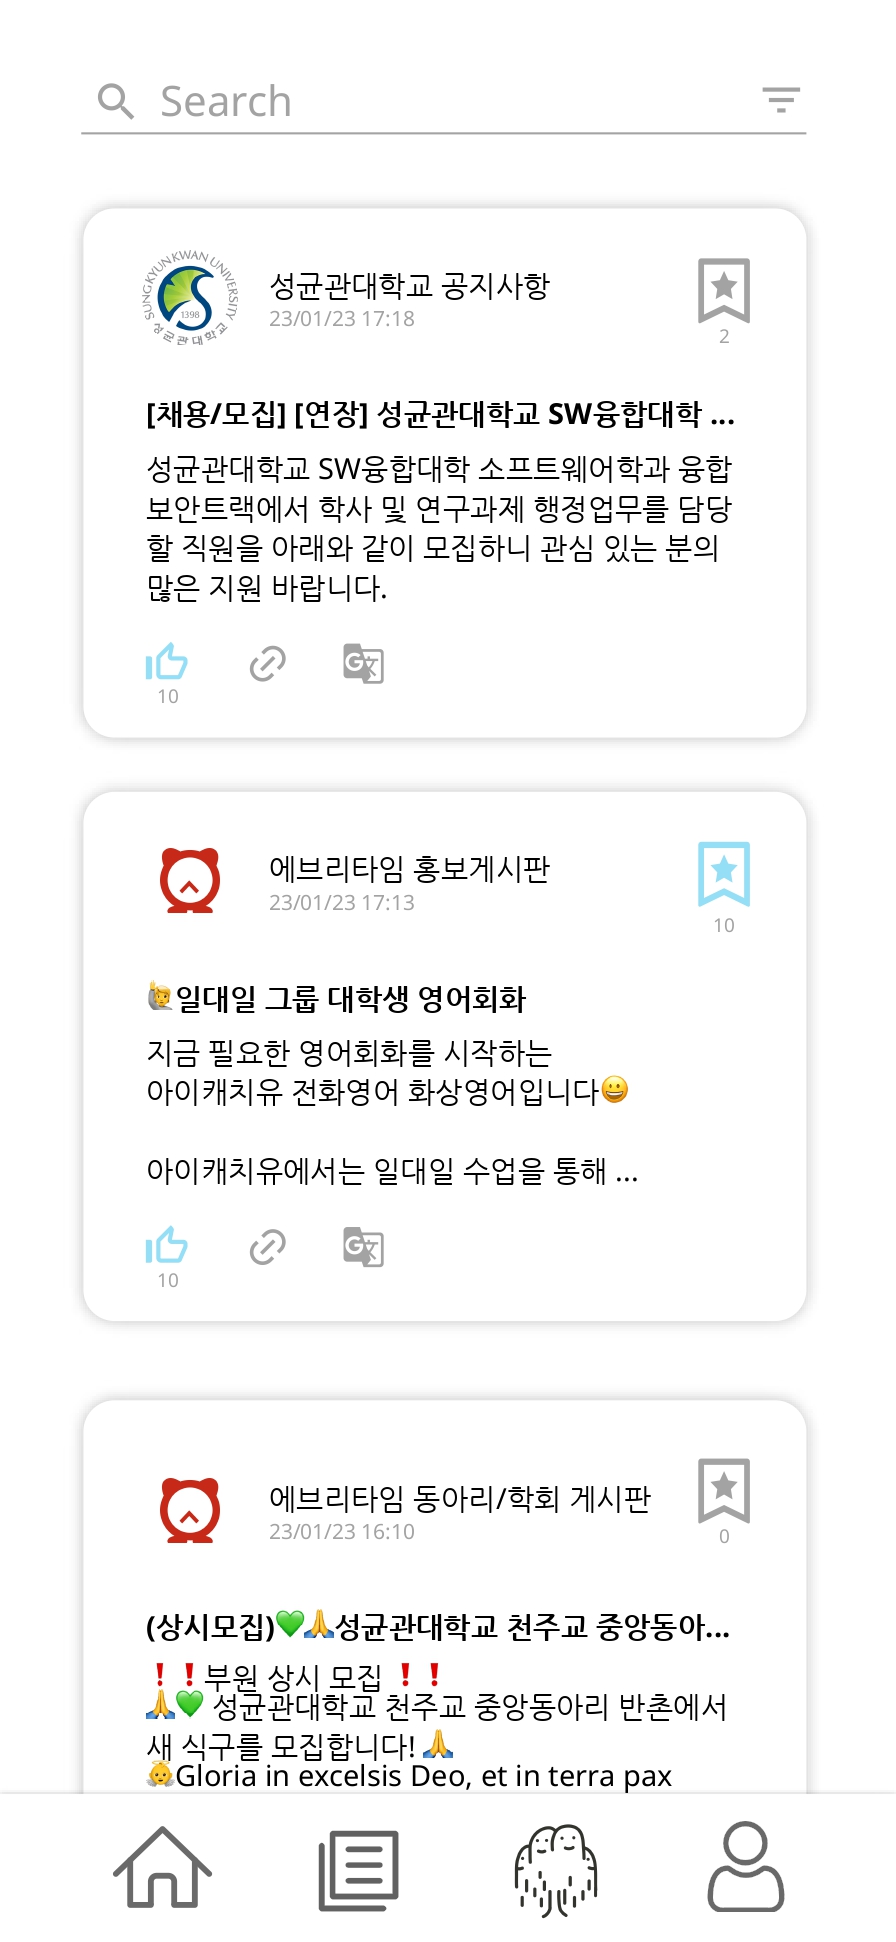 Search
SUNGKYUNKWAN UNIVERSITY
1398
성균관대학교
성균관대학교 공지사항
23/01/23 17:18
2
[채용/모집] [연장] 성균관대학교 SW융합대학 ...
성균관대학교 SW융합대학 소프트웨어학과 융합
보안트랙에서 학사 및 연구과제 행정업무를 담당
할 직원을 아래와 같이 모집하니 관심 있는 분의
많은 지원 바랍니다.
10
G 文
에브리타임 홍보게시판
23/01/23 17:13
10
🙋일대일 그룹 대학생 영어회화
지금 필요한 영어회화를 시작하는
아이캐치유 전화영어 화상영어입니다😀
아이캐치유에서는 일대일 수업을 통해 ...
10
G 文
에브리타임 동아리/학회 게시판
23/01/23 16:10
0
(상시모집)💚🙏성균관대학교 천주교 중앙동아...
❗❗부원 상시 모집 ❗❗
🙏💚 성균관대학교 천주교 중앙동아리 반촌에서
새 식구를 모집합니다! 🙏
👼Gloria in excelsis Deo, et in terra pax